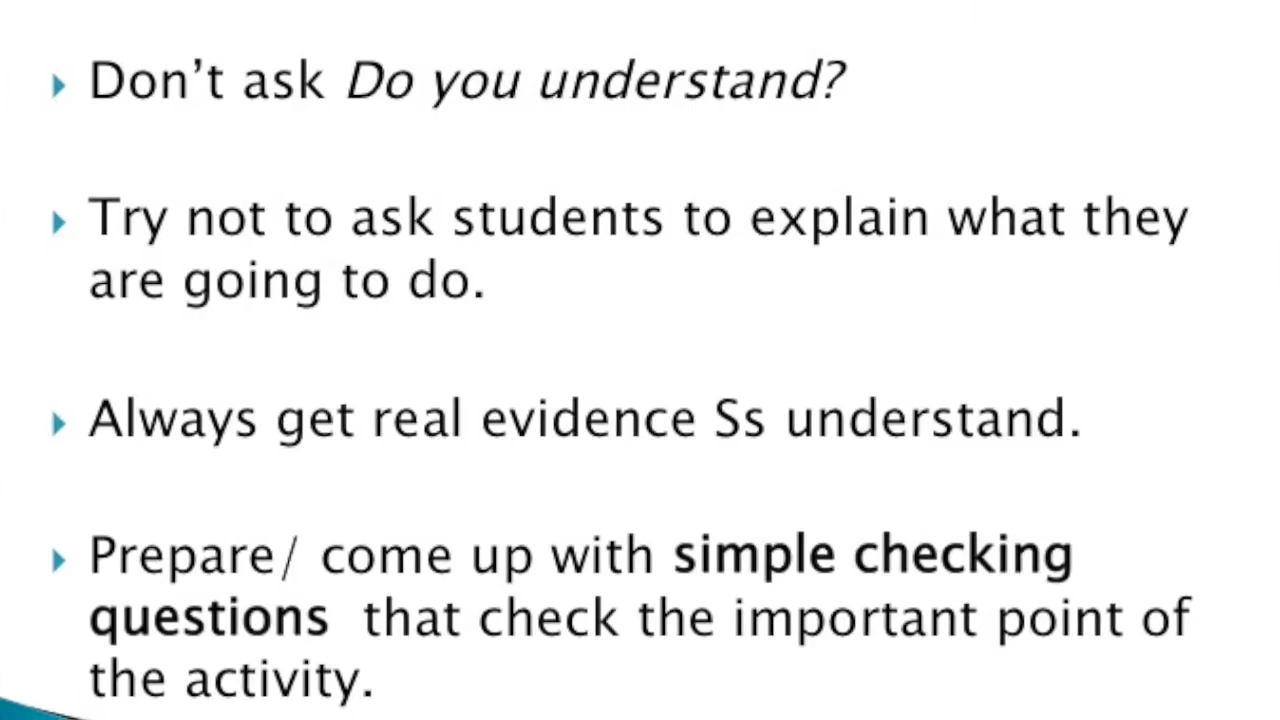 Don’t ask Do you understand?
Try not to ask students to explain what they
are going to do.
Always get real evidence Ss understand.
Prepare/ come up with simple checking
questions that check the important point of
the activity.